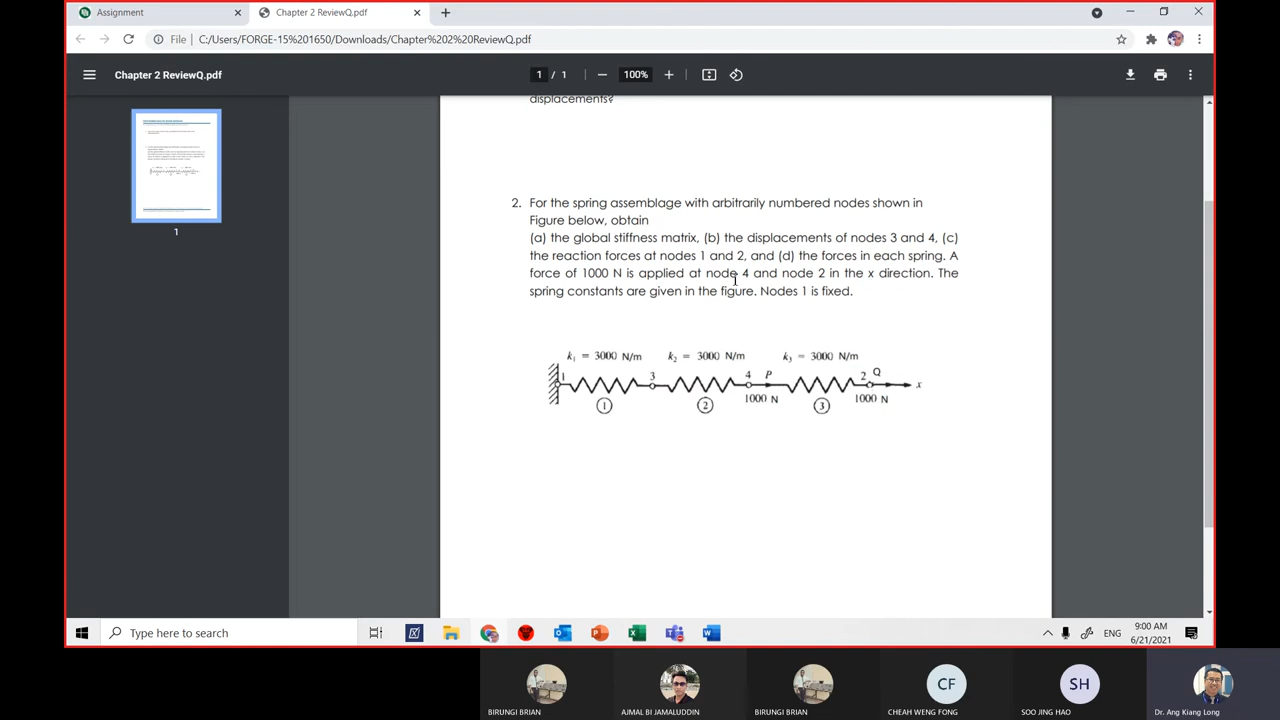 Assignment
Chapter 2 ReviewQ.pdf
File
C:/Users/FORGE-15%201650/Downloads/Chapter%202%20ReviewQ.pdf
Chapter 2 ReviewQ.pdf
1 / 1
100%
1
displacements?
2. For the spring assemblage with arbitrarily numbered nodes shown in
Figure below, obtain
(a) the global stiffness matrix, (b) the displacements of nodes 3 and 4, (c)
the reaction forces at nodes 1 and 2, and (d) the forces in each spring. A
force of 1000 N is applied at node 4 and node 2 in the x direction. The
spring constants are given in the figure. Nodes 1 is fixed.
k₁ = 3000 N/m k₂ = 3000 N/m k₃ = 3000 N/m
1 3 4 P 2 Q x
1000 N 1000 N
① ② ③
Type here to search
ENG
9:00 AM
6/21/2021
CF
SH
BIRUNGI BRIAN
AJMAL BI JAMALUDDIN
BIRUNGI BRIAN
CHEAH WENG FONG
SOO JING HAO
Dr. Ang Kiang Long